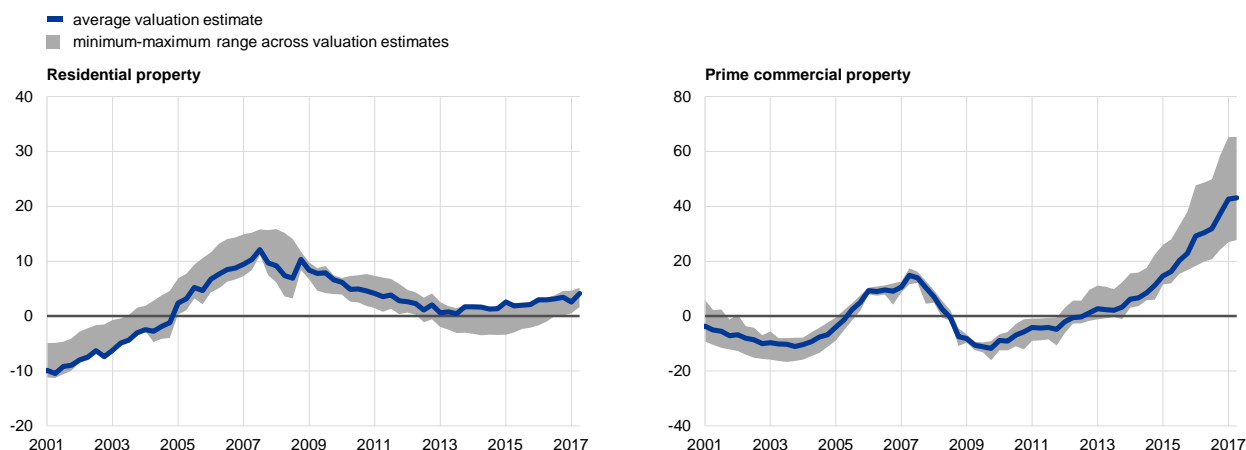 average valuation estimate
minimum-maximum range across valuation estimates
Residential property
40
30
20
10
0
-10
-20
2001 2003 2005 2007 2009 2011 2013 2015 2017
Prime commercial property
80
60
40
20
0
-20
-40
2001 2003 2005 2007 2009 2011 2013 2015 2017